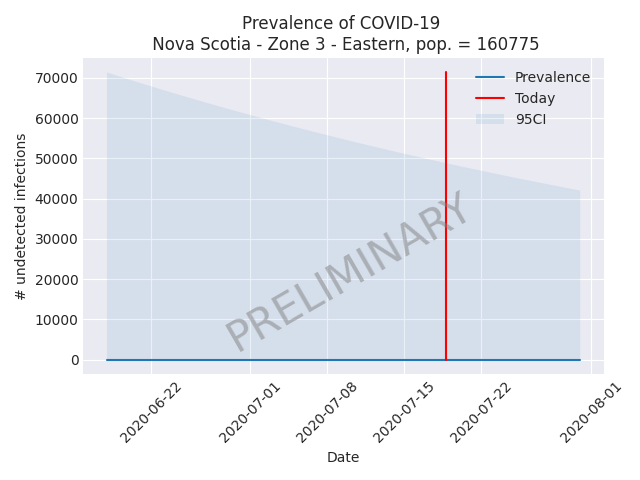 Prevalence of COVID-19
Nova Scotia - Zone 3 - Eastern, pop. = 160775
Prevalence
Today
95CI
# undetected infections
70000
60000
50000
40000
30000
20000
10000
0
PRELIMINARY
2020-06-22
2020-07-01
2020-07-08
2020-07-15
2020-07-22
2020-08-01
Date